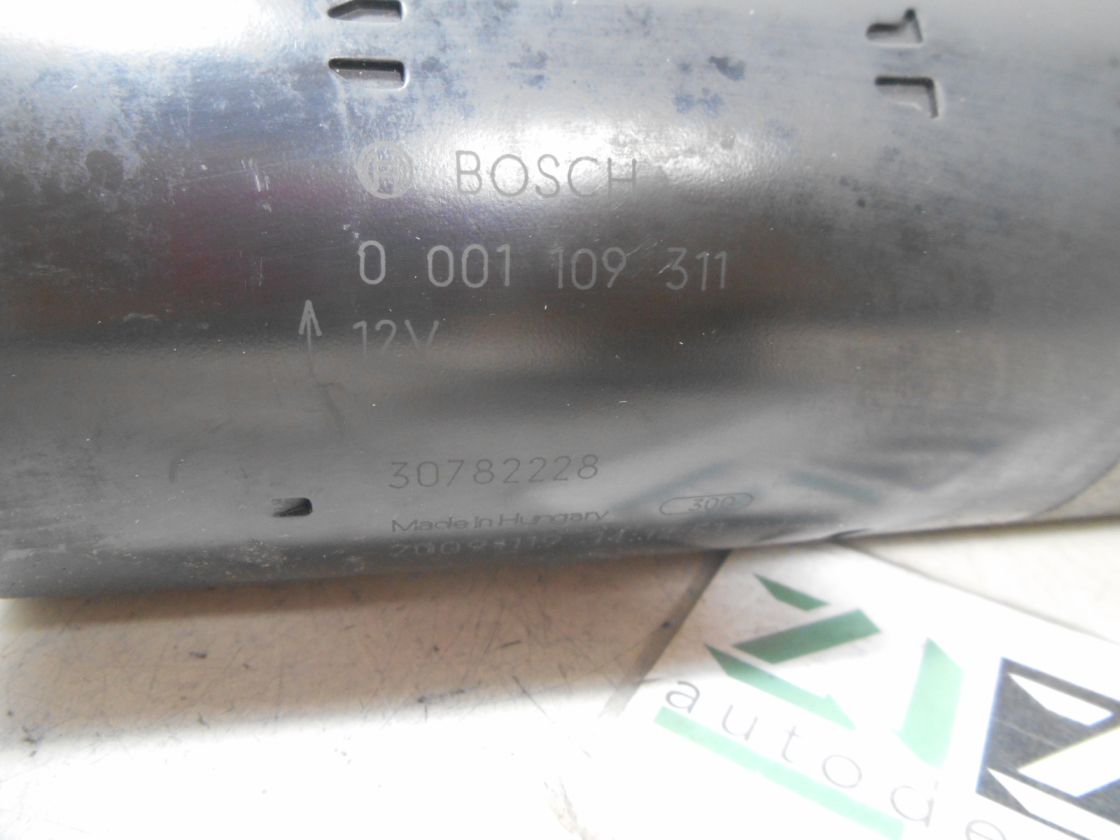 BOSCH
0 001 109 311
12V
30782228
Made in Hungary 300
autode